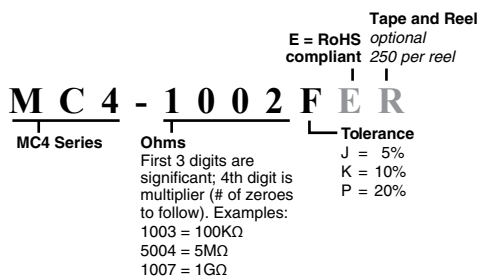 Tape and Reel
E = RoHS optional
compliant 250 per reel
M C 4 - 1 0 0 2 F E R
MC4 Series
Ohms
First 3 digits are
significant; 4th digit is
multiplier (# of zeroes
to follow). Examples:
1003 = 100KΩ
5004 = 5MΩ
1007 = 1GΩ
Tolerance
J = 5%
K = 10%
P = 20%